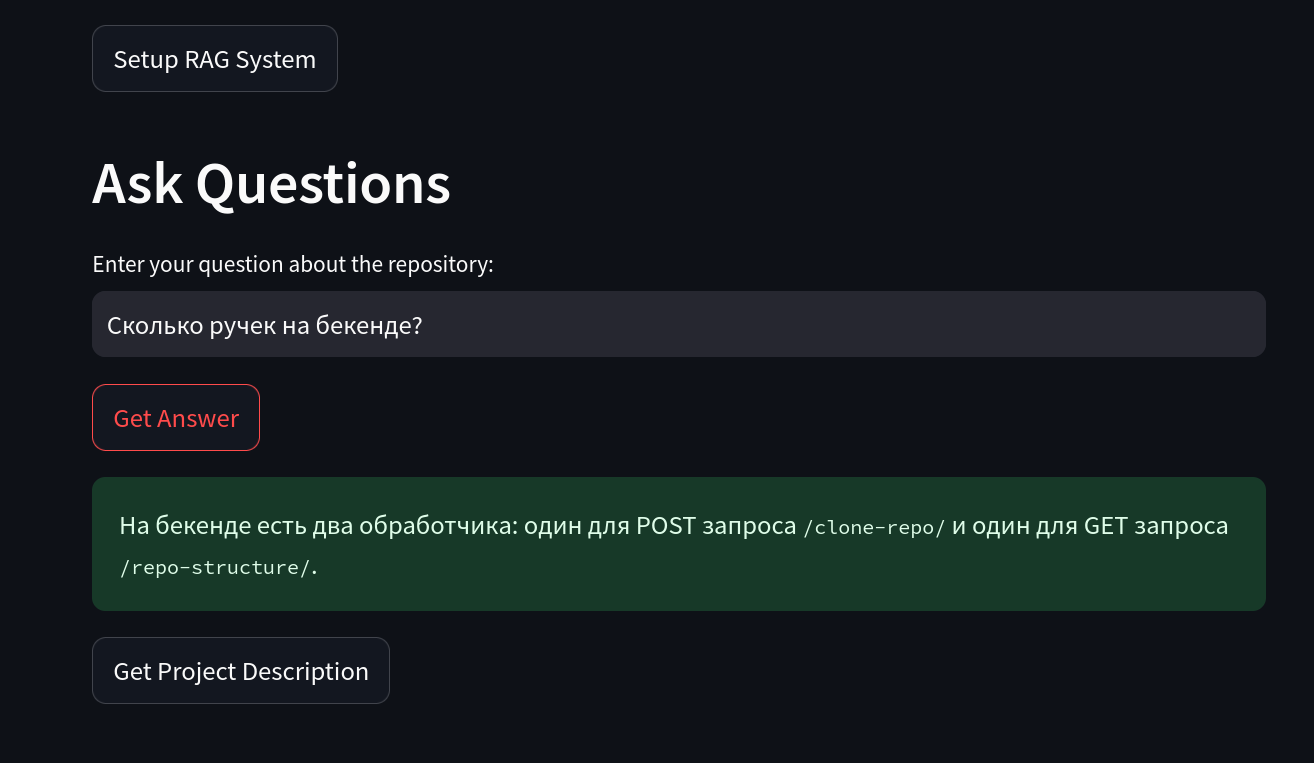 Setup RAG System
Ask Questions
Enter your question about the repository:
Сколько ручек на бекенде?
Get Answer
На бекенде есть два обработчика: один для POST запроса /clone-repo/ и один для GET запроса
/repo-structure/.
Get Project Description